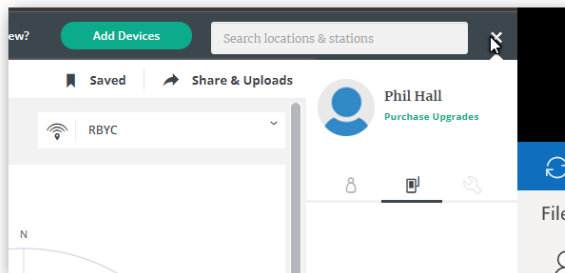 ew?
Add Devices
Search locations & stations
Saved
Share & Uploads
Phil Hall
Purchase Upgrades
RBYC
N
File